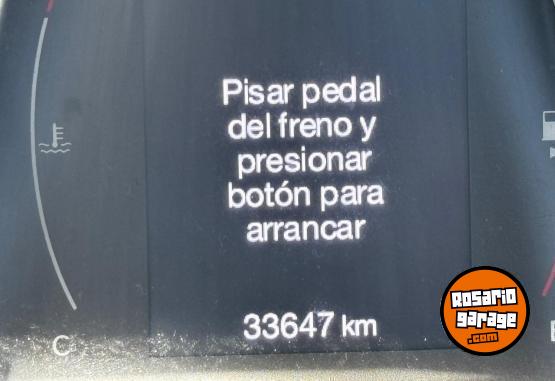 Pisar pedal
del freno y
presionar
botón para
arrancar
33647 km
C
Rosario
garage
.com